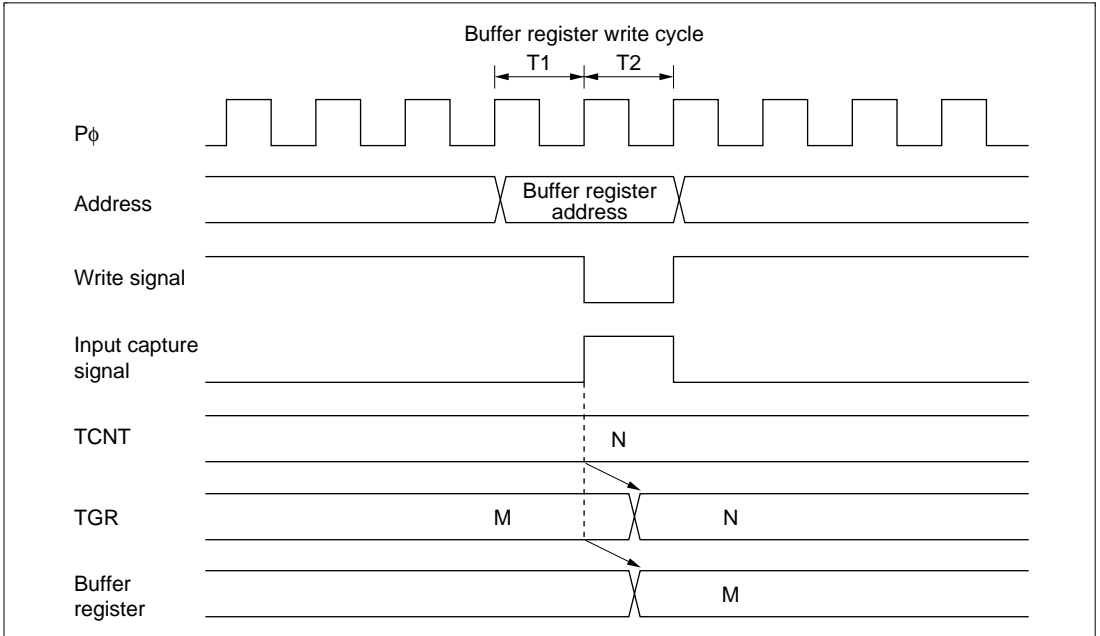 Buffer register write cycle
T1 T2
Pϕ
Address
Buffer register
address
Write signal
Input capture
signal
TCNT
N
TGR
M N
Buffer
register
M